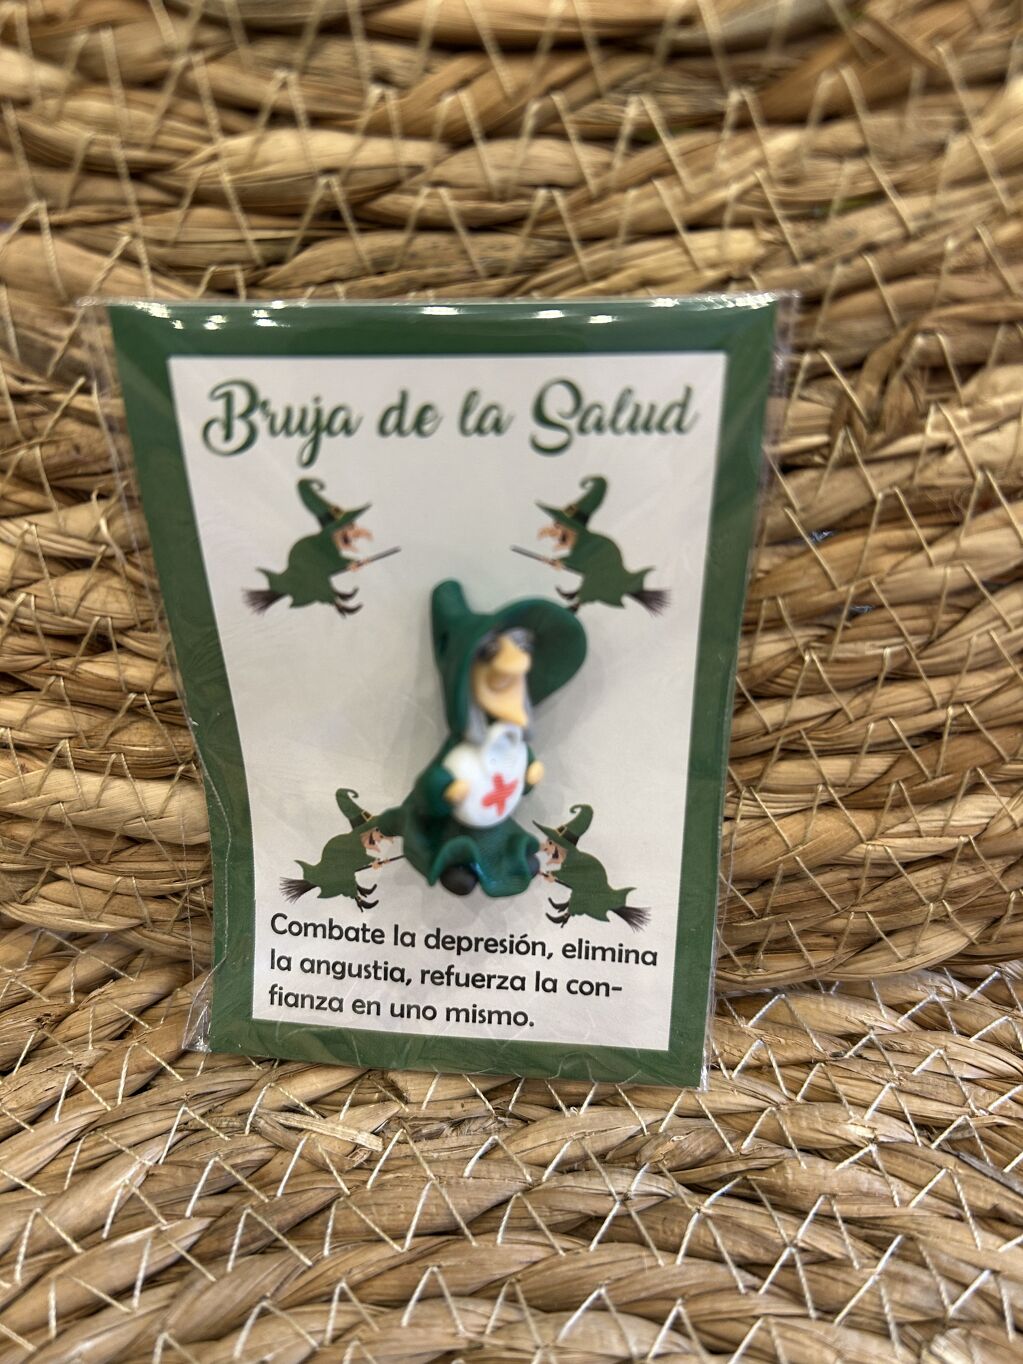 Bruja de la Salud
Combate la depresión, elimina
la angustia, refuerza la con-
fianza en uno mismo.